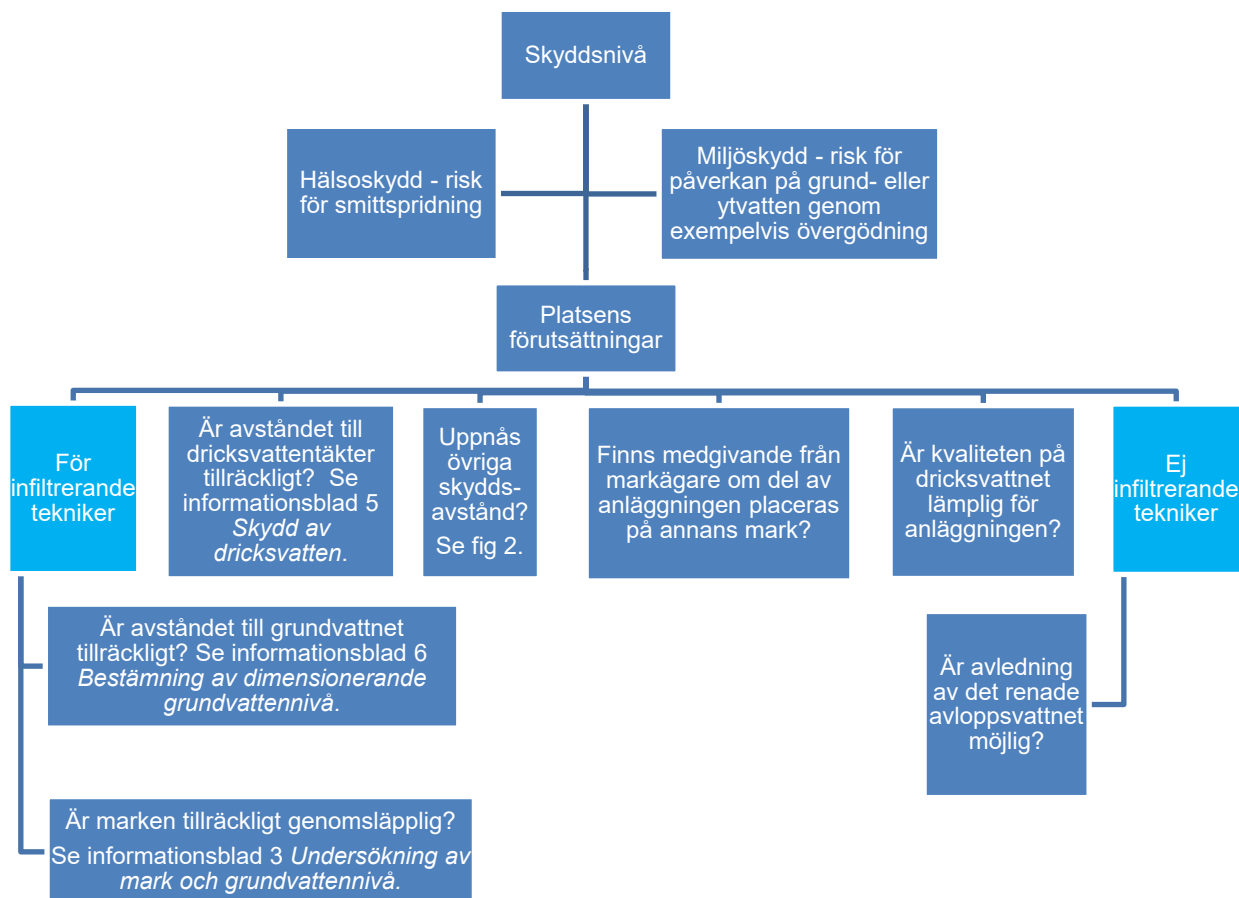 Skyddsnivå
Hälsoskydd - risk
för smittspridning
Miljöskydd - risk för
påverkan på grund- eller
ytvatten genom
exempelvis övergödning
Platsens
förutsättningar
För
infiltrerande
tekniker
Är avståndet till
dricksvattentäkter
tillräckligt? Se
informationsblad 5
Skydd av
dricksvatten.
Uppnås
övriga
skydds-
avstånd?
Se fig 2.
Finns medgivande från
markägare om del av
anläggningen placeras
på annans mark?
Är kvaliteten på
dricksvattnet
lämplig för
anläggningen?
Ej
infiltrerande
tekniker
Är avståndet till grundvattnet
tillräckligt? Se informationsblad 6
Bestämning av dimensionerande
grundvattennivå.
Är avledning
av det renade
avloppsvattnet
möjlig?
Är marken tillräckligt genomsläpplig?
Se informationsblad 3 Undersökning av
mark och grundvattennivå.